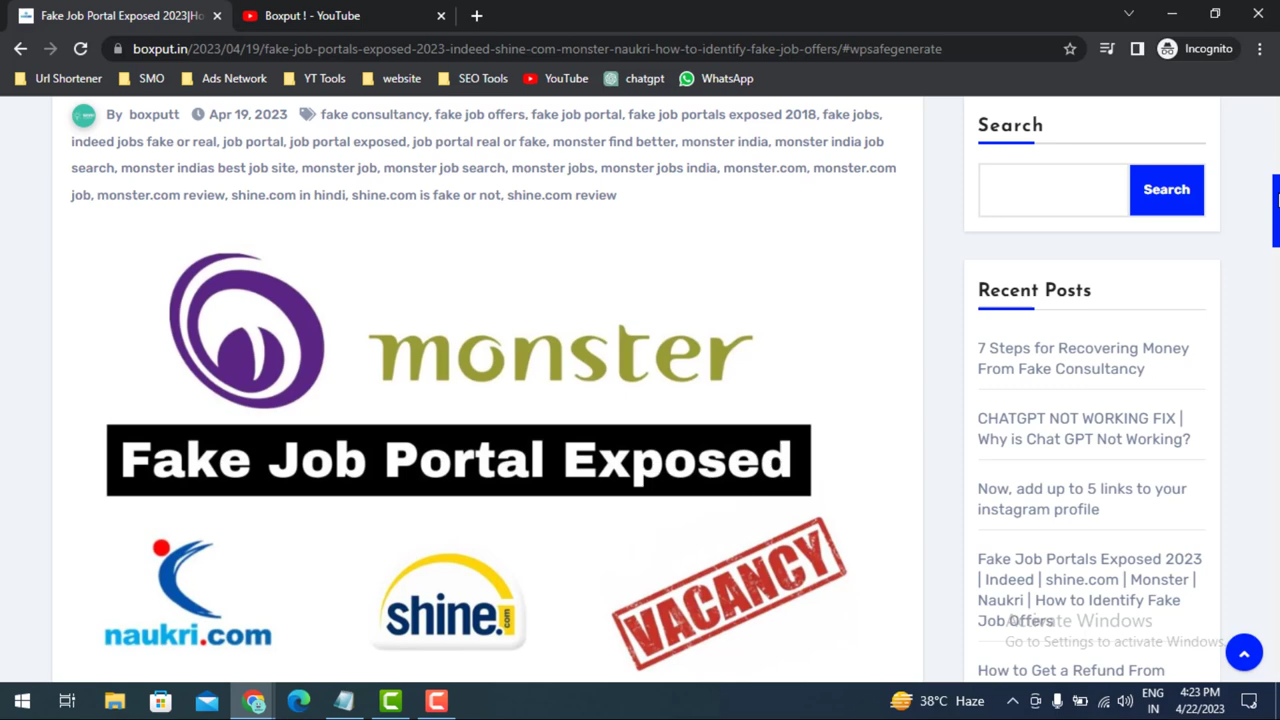 Fake Job Portal Exposed 2023|Ho
Boxput ! - YouTube
boxput.in/2023/04/19/fake-job-portals-exposed-2023-indeed-shine-com-monster-naukri-how-to-identify-fake-job-offers/#wpsafegenerate
Incognito
Url Shortener SMO Ads Network YT Tools website SEO Tools YouTube chatgpt WhatsApp
By boxputt Apr 19, 2023 fake consultancy, fake job offers, fake job portal, fake job portals exposed 2018, fake jobs,
indeed jobs fake or real, job portal, job portal exposed, job portal real or fake, monster find better, monster india, monster india job
search, monster indias best job site, monster job, monster job search, monster jobs, monster jobs india, monster.com, monster.com
job, monster.com review, shine.com in hindi, shine.com is fake or not, shine.com review
monster
Fake Job Portal Exposed
naukri.com
shine.com
VACANCY
Search
Search
Recent Posts
7 Steps for Recovering Money
From Fake Consultancy
CHATGPT NOT WORKING FIX |
Why is Chat GPT Not Working?
Now, add up to 5 links to your
instagram profile
Fake Job Portals Exposed 2023
| Indeed | shine.com | Monster |
Naukri | How to Identify Fake
Job Offers
Activate Windows
Go to Settings to activate Windows.
How to Get a Refund From
38°C Haze
ENG
IN
4:23 PM
4/22/2023